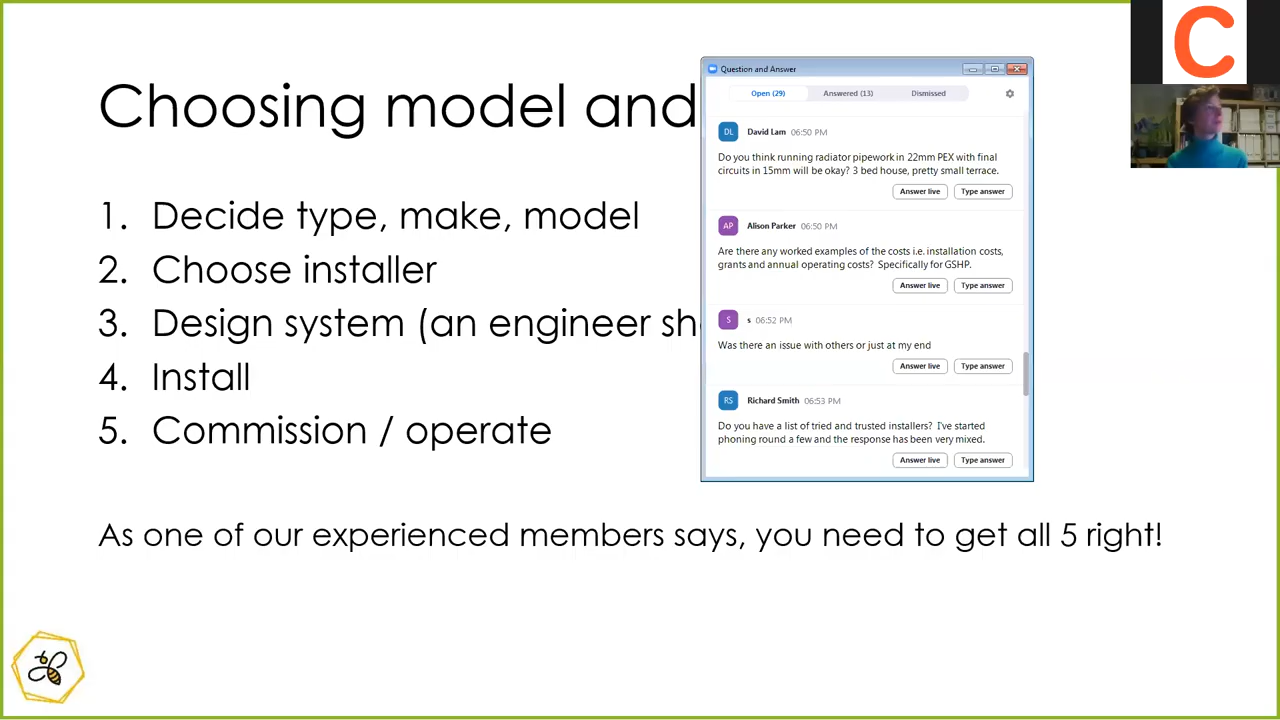 Choosing model and
1. Decide type, make, model
2. Choose installer
3. Design system (an engineer sh
4. Install
5. Commission / operate
As one of our experienced members says, you need to get all 5 right!
Question and Answer
Open (29) Answered (13) Dismissed
DL David Lam 06:50 PM
Do you think running radiator pipework in 22mm PEX with final
circuits in 15mm will be okay? 3 bed house, pretty small terrace.
Answer live Type answer
AP Alison Parker 06:50 PM
Are there any worked examples of the costs i.e. installation costs,
grants and annual operating costs? Specifically for GSHP.
Answer live Type answer
S s 06:52 PM
Was there an issue with others or just at my end
Answer live Type answer
RS Richard Smith 06:53 PM
Do you have a list of tried and trusted installers? I've started
phoning round a few and the response has been very mixed.
Answer live Type answer
C